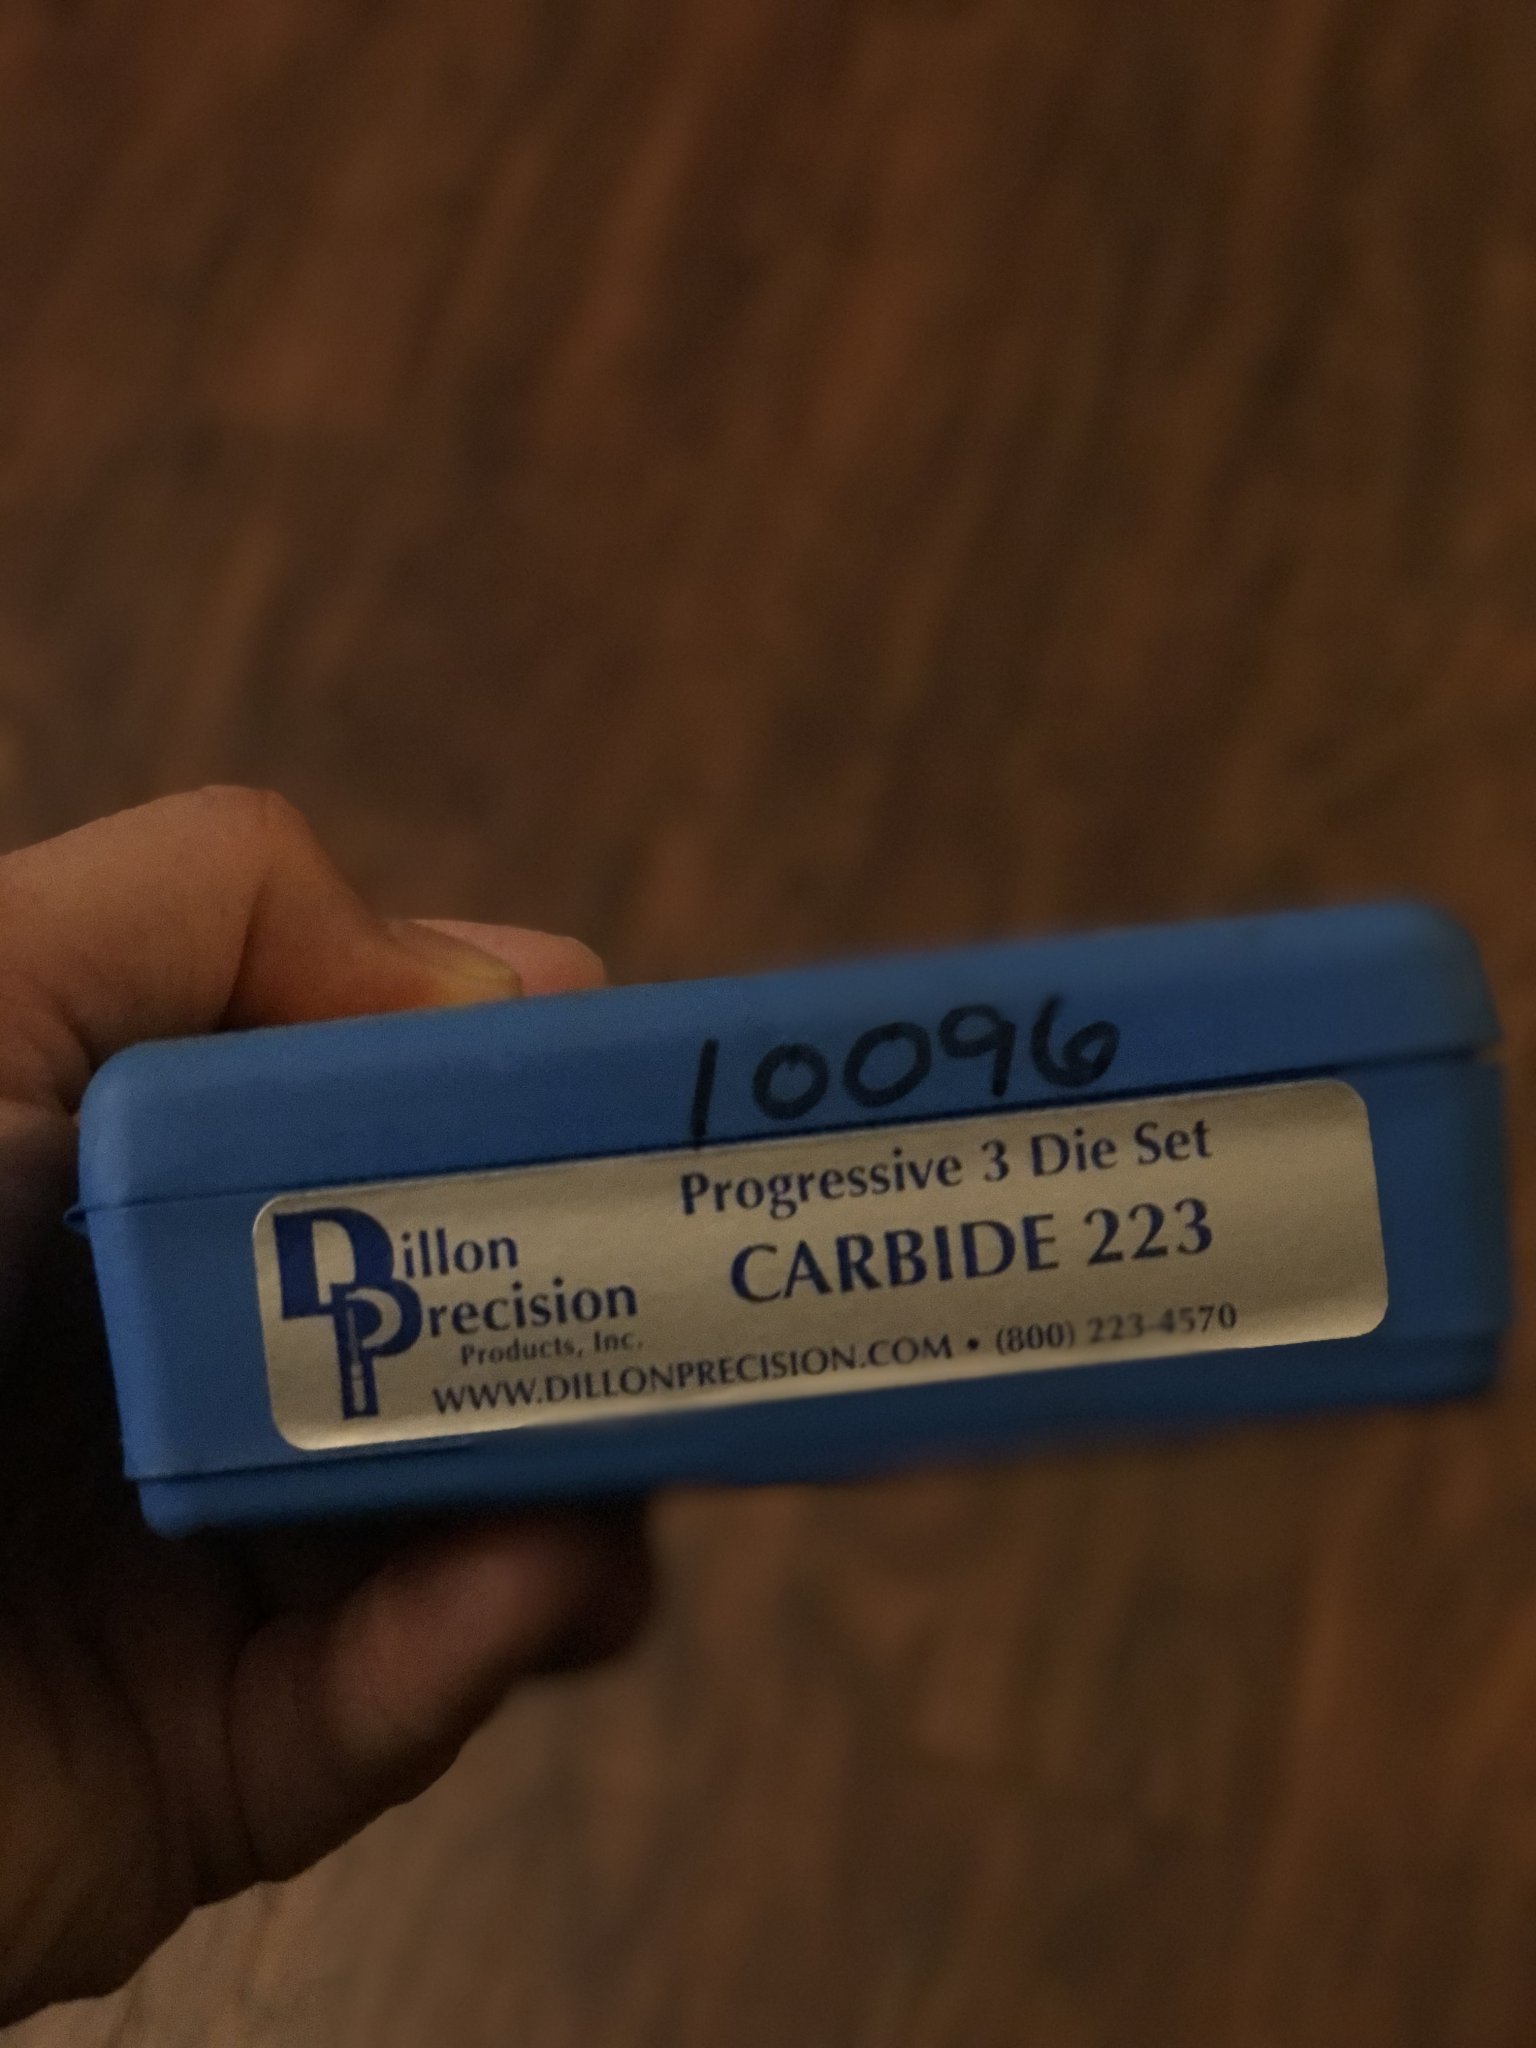 10096
Progressive 3 Die Set
CARBIDE 223
Dillon
Precision
Products, Inc.
WWW.DILLONPRECISION.COM • (800) 223-4570